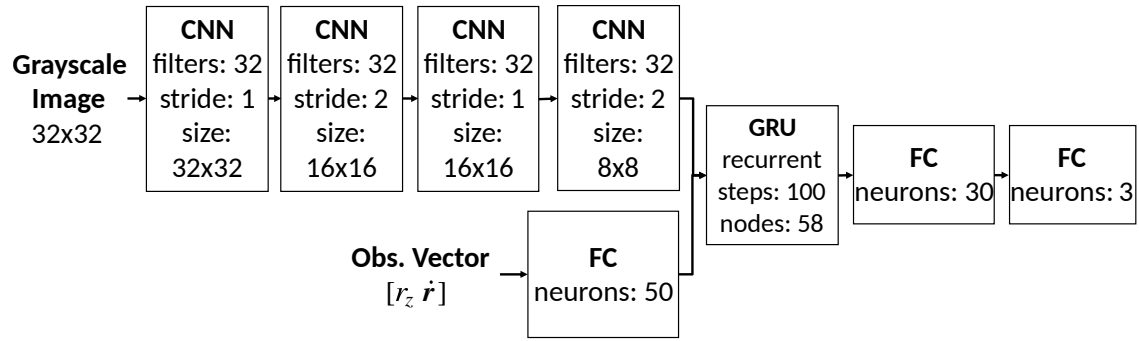 Grayscale
Image
32x32
CNN
filters: 32
stride: 1
size:
32x32
CNN
filters: 32
stride: 2
size:
16x16
CNN
filters: 32
stride: 1
size:
16x16
CNN
filters: 32
stride: 2
size:
8x8
Obs. Vector
[r_z ṙ]
FC
neurons: 50
GRU
recurrent
steps: 100
nodes: 58
FC
neurons: 30
FC
neurons: 3